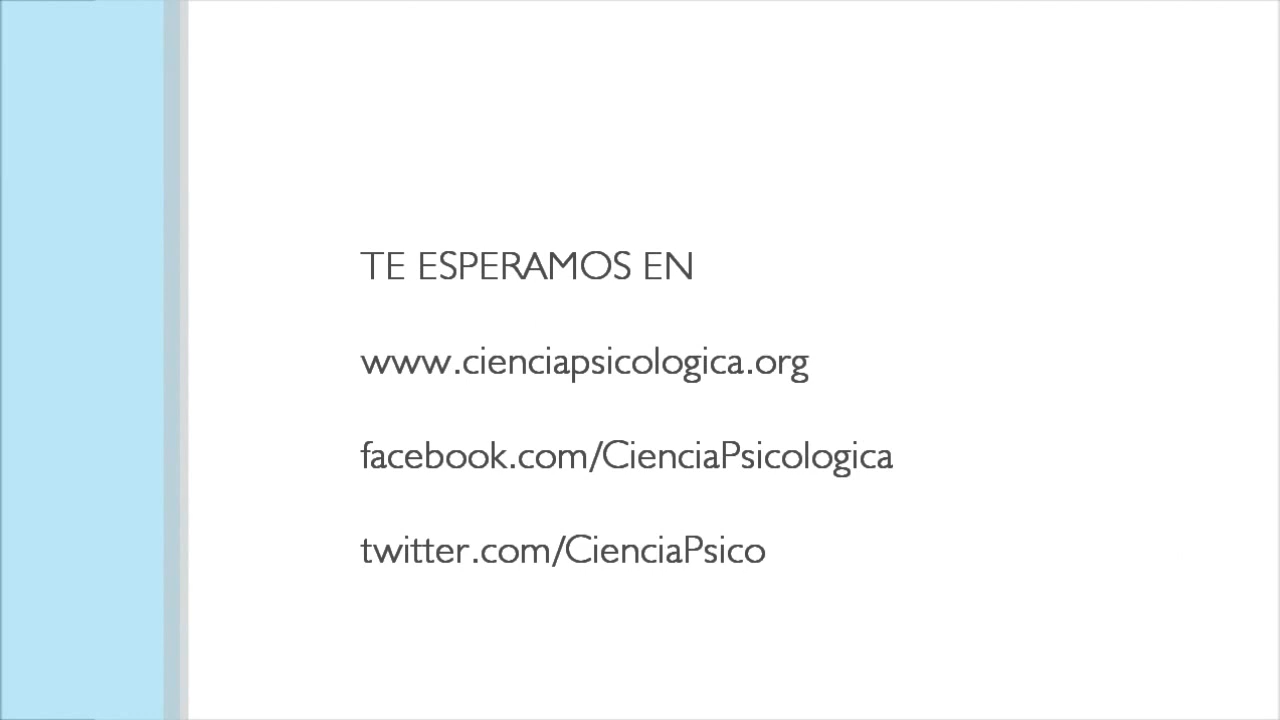 TE ESPERAMOS EN
www.cienciapsicologica.org
facebook.com/CienciaPsicologica
twitter.com/CienciaPsico